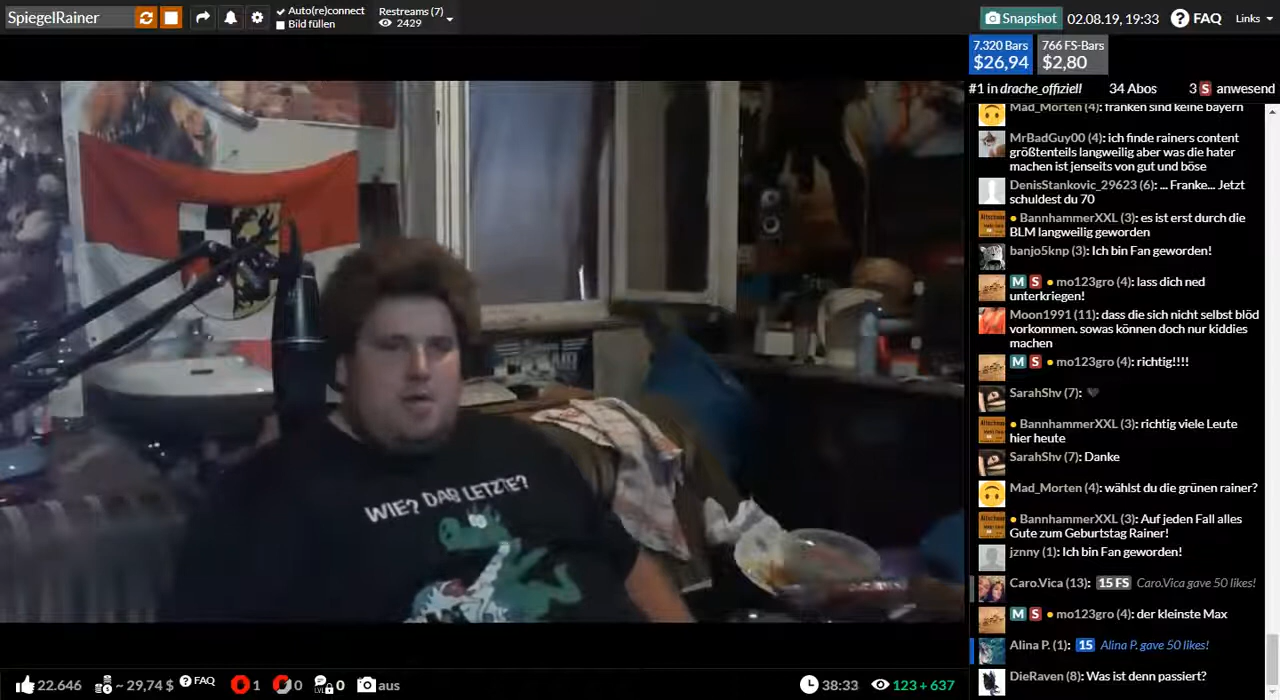 SpiegelRainer
Auto(re)connect
Bild füllen
Restreams (7)
2429
Snapshot
02.08.19, 19:33
FAQ
Links
7.320 Bars
$26,94
766 FS-Bars
$2,80
#1 in drache_offiziell
34 Abos
3 S anwesend
Mad_Morten (4): franken sind keine bayern
MrBadGuy00 (4): ich finde rainers content
größtenteils langweilig aber was die hater
machen ist jenseits von gut und böse
DenisStankovic_29623 (6): ... Franke... Jetzt
schuldest du 70
BannhammerXXL (3): es ist erst durch die
BLM langweilig geworden
banjo5knp (3): Ich bin Fan geworden!
M S mo123gro (4): lass dich ned
unterkriegen!
Moon1991 (11): dass die sich nicht selbst blöd
vorkommen. sowas können doch nur kiddies
machen
M S mo123gro (4): richtig!!!!
SarahShv (7): 🖤
BannhammerXXL (3): richtig viele Leute
hier heute
SarahShv (7): Danke
Mad_Morten (4): wählst du die grünen rainer?
BannhammerXXL (3): Auf jeden Fall alles
Gute zum Geburtstag Rainer!
jznny (1): Ich bin Fan geworden!
Caro.Vica (13): 15 FS Caro.Vica gave 50 likes!
M S mo123gro (4): der kleinste Max
Alina P. (1): 15 Alina P. gave 50 likes!
DieRaven (8): Was ist denn passiert?
WIE? DAB LETZTE?
22.646
~ 29,74 $
FAQ
1
1
LVL
0
aus
38:33
123 + 637